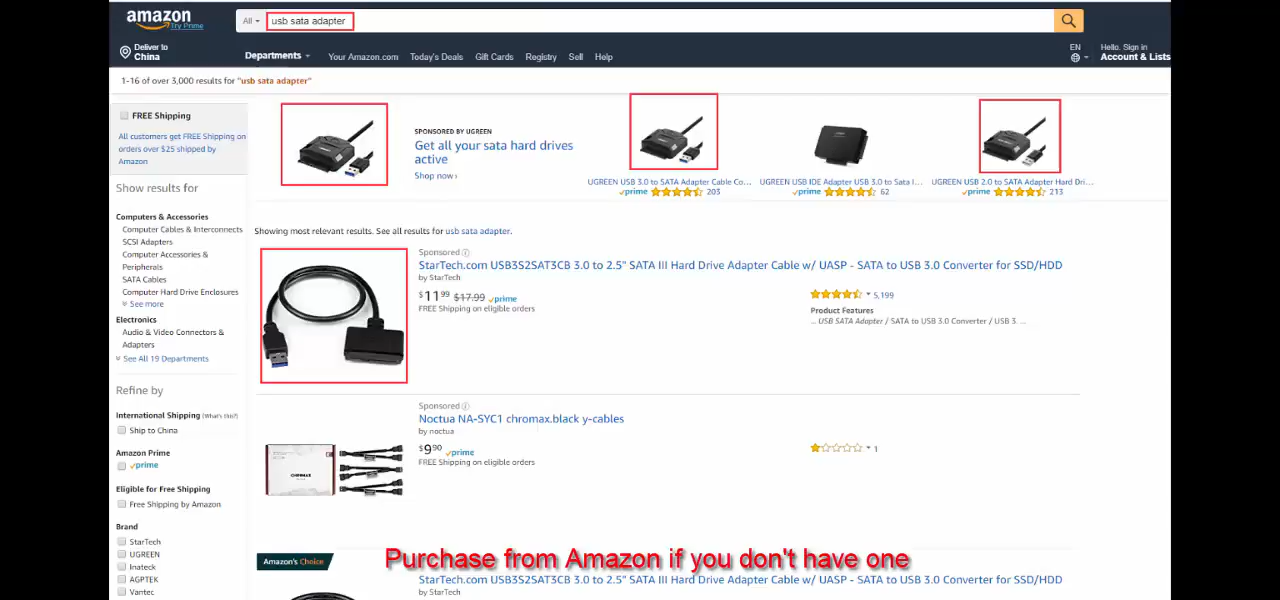 amazon
Try Prime
All
usb sata adapter
Deliver to
China
Departments
Your Amazon.com
Today's Deals
Gift Cards
Registry
Sell
Help
EN
Hello. Sign in
Account & Lists
1-16 of over 3,000 results for "usb sata adapter"
FREE Shipping
All customers get FREE Shipping on
orders over $25 shipped by
Amazon
Show results for
Computers & Accessories
Computer Cables & Interconnects
SCSI Adapters
Computer Accessories &
Peripherals
SATA Cables
Computer Hard Drive Enclosures
See more
Electronics
Audio & Video Connectors &
Adapters
See All 19 Departments
Refine by
International Shipping (What's this?)
Ship to China
Amazon Prime
prime
Eligible for Free Shipping
Free Shipping by Amazon
Brand
StarTech
UGREEN
Inateck
AGPTEK
Vantec
SPONSORED BY UGREEN
Get all your sata hard drives
active
Shop now ›
UGREEN USB 3.0 to SATA Adapter Cable Co...
prime 203
UGREEN USB IDE Adapter USB 3.0 to Sata I...
prime 62
UGREEN USB 2.0 to SATA Adapter Hard Dri...
prime 213
Showing most relevant results. See all results for usb sata adapter.
Sponsored
StarTech.com USB3S2SAT3CB 3.0 to 2.5" SATA III Hard Drive Adapter Cable w/ UASP - SATA to USB 3.0 Converter for SSD/HDD
by StarTech
$11.99 $17.99 prime
FREE Shipping on eligible orders
5,199
Product Features
... USB SATA Adapter / SATA to USB 3.0 Converter / USB 3. ...
Sponsored
Noctua NA-SYC1 chromax.black y-cables
by noctua
$9.90 prime
FREE Shipping on eligible orders
1
CHROMAX
Amazon's Choice
Purchase from Amazon if you don't have one
StarTech.com USB3S2SAT3CB 3.0 to 2.5" SATA III Hard Drive Adapter Cable w/ UASP - SATA to USB 3.0 Converter for SSD/HDD
by StarTech